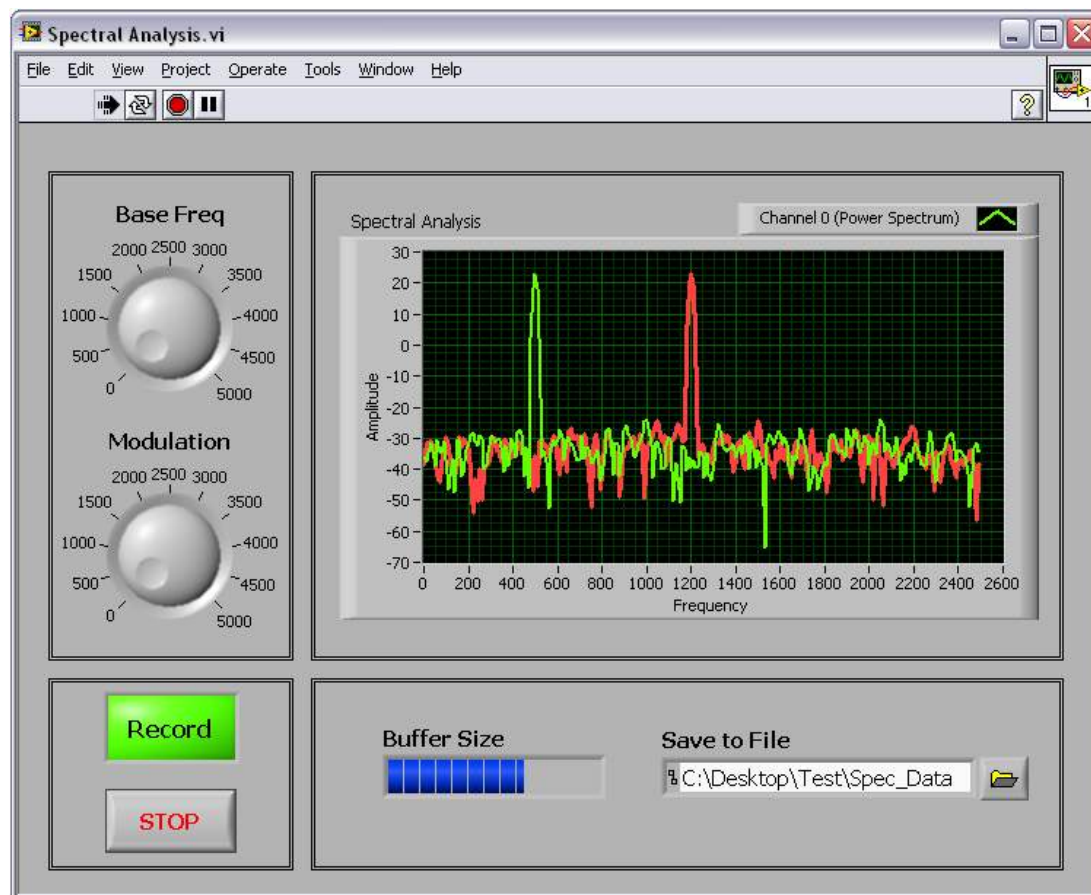 Spectral Analysis.vi
File Edit View Project Operate Tools Window Help
1
Base Freq
0 500 1000 1500 2000 2500 3000 3500 4000 4500 5000
Modulation
0 500 1000 1500 2000 2500 3000 3500 4000 4500 5000
Spectral Analysis
Channel 0 (Power Spectrum)
Amplitude
30
20
10
0
-10
-20
-30
-40
-50
-60
-70
0 200 400 600 800 1000 1200 1400 1600 1800 2000 2200 2400 2600
Frequency
Record
STOP
Buffer Size
Save to File
C:\Desktop\Test\Spec_Data